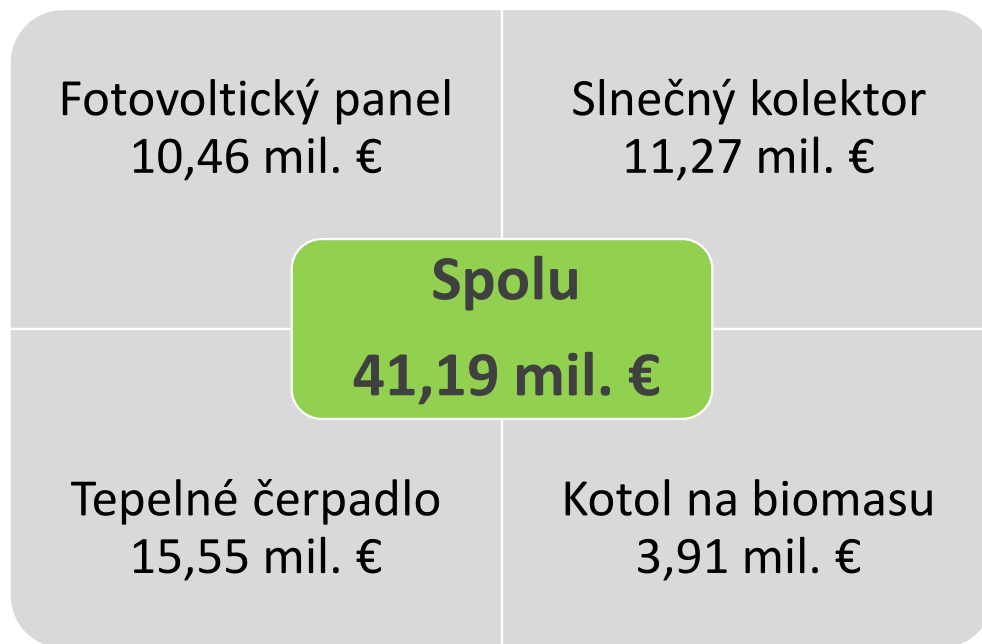 Fotovoltický panel
10,46 mil. €
Slnečný kolektor
11,27 mil. €
Spolu
41,19 mil. €
Tepelné čerpadlo
15,55 mil. €
Kotol na biomasu
3,91 mil. €